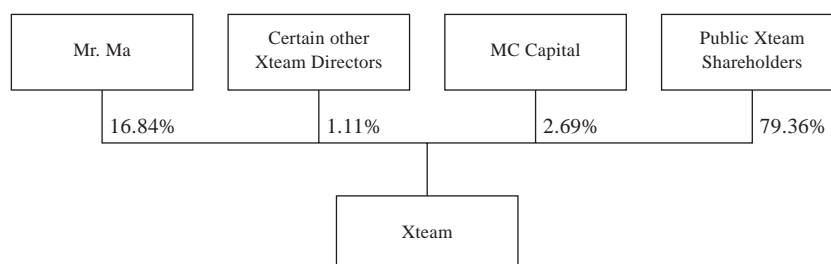 Mr. Ma
Certain other
Xteam Directors
MC Capital
Public Xteam
Shareholders
16.84%
1.11%
2.69%
79.36%
Xteam